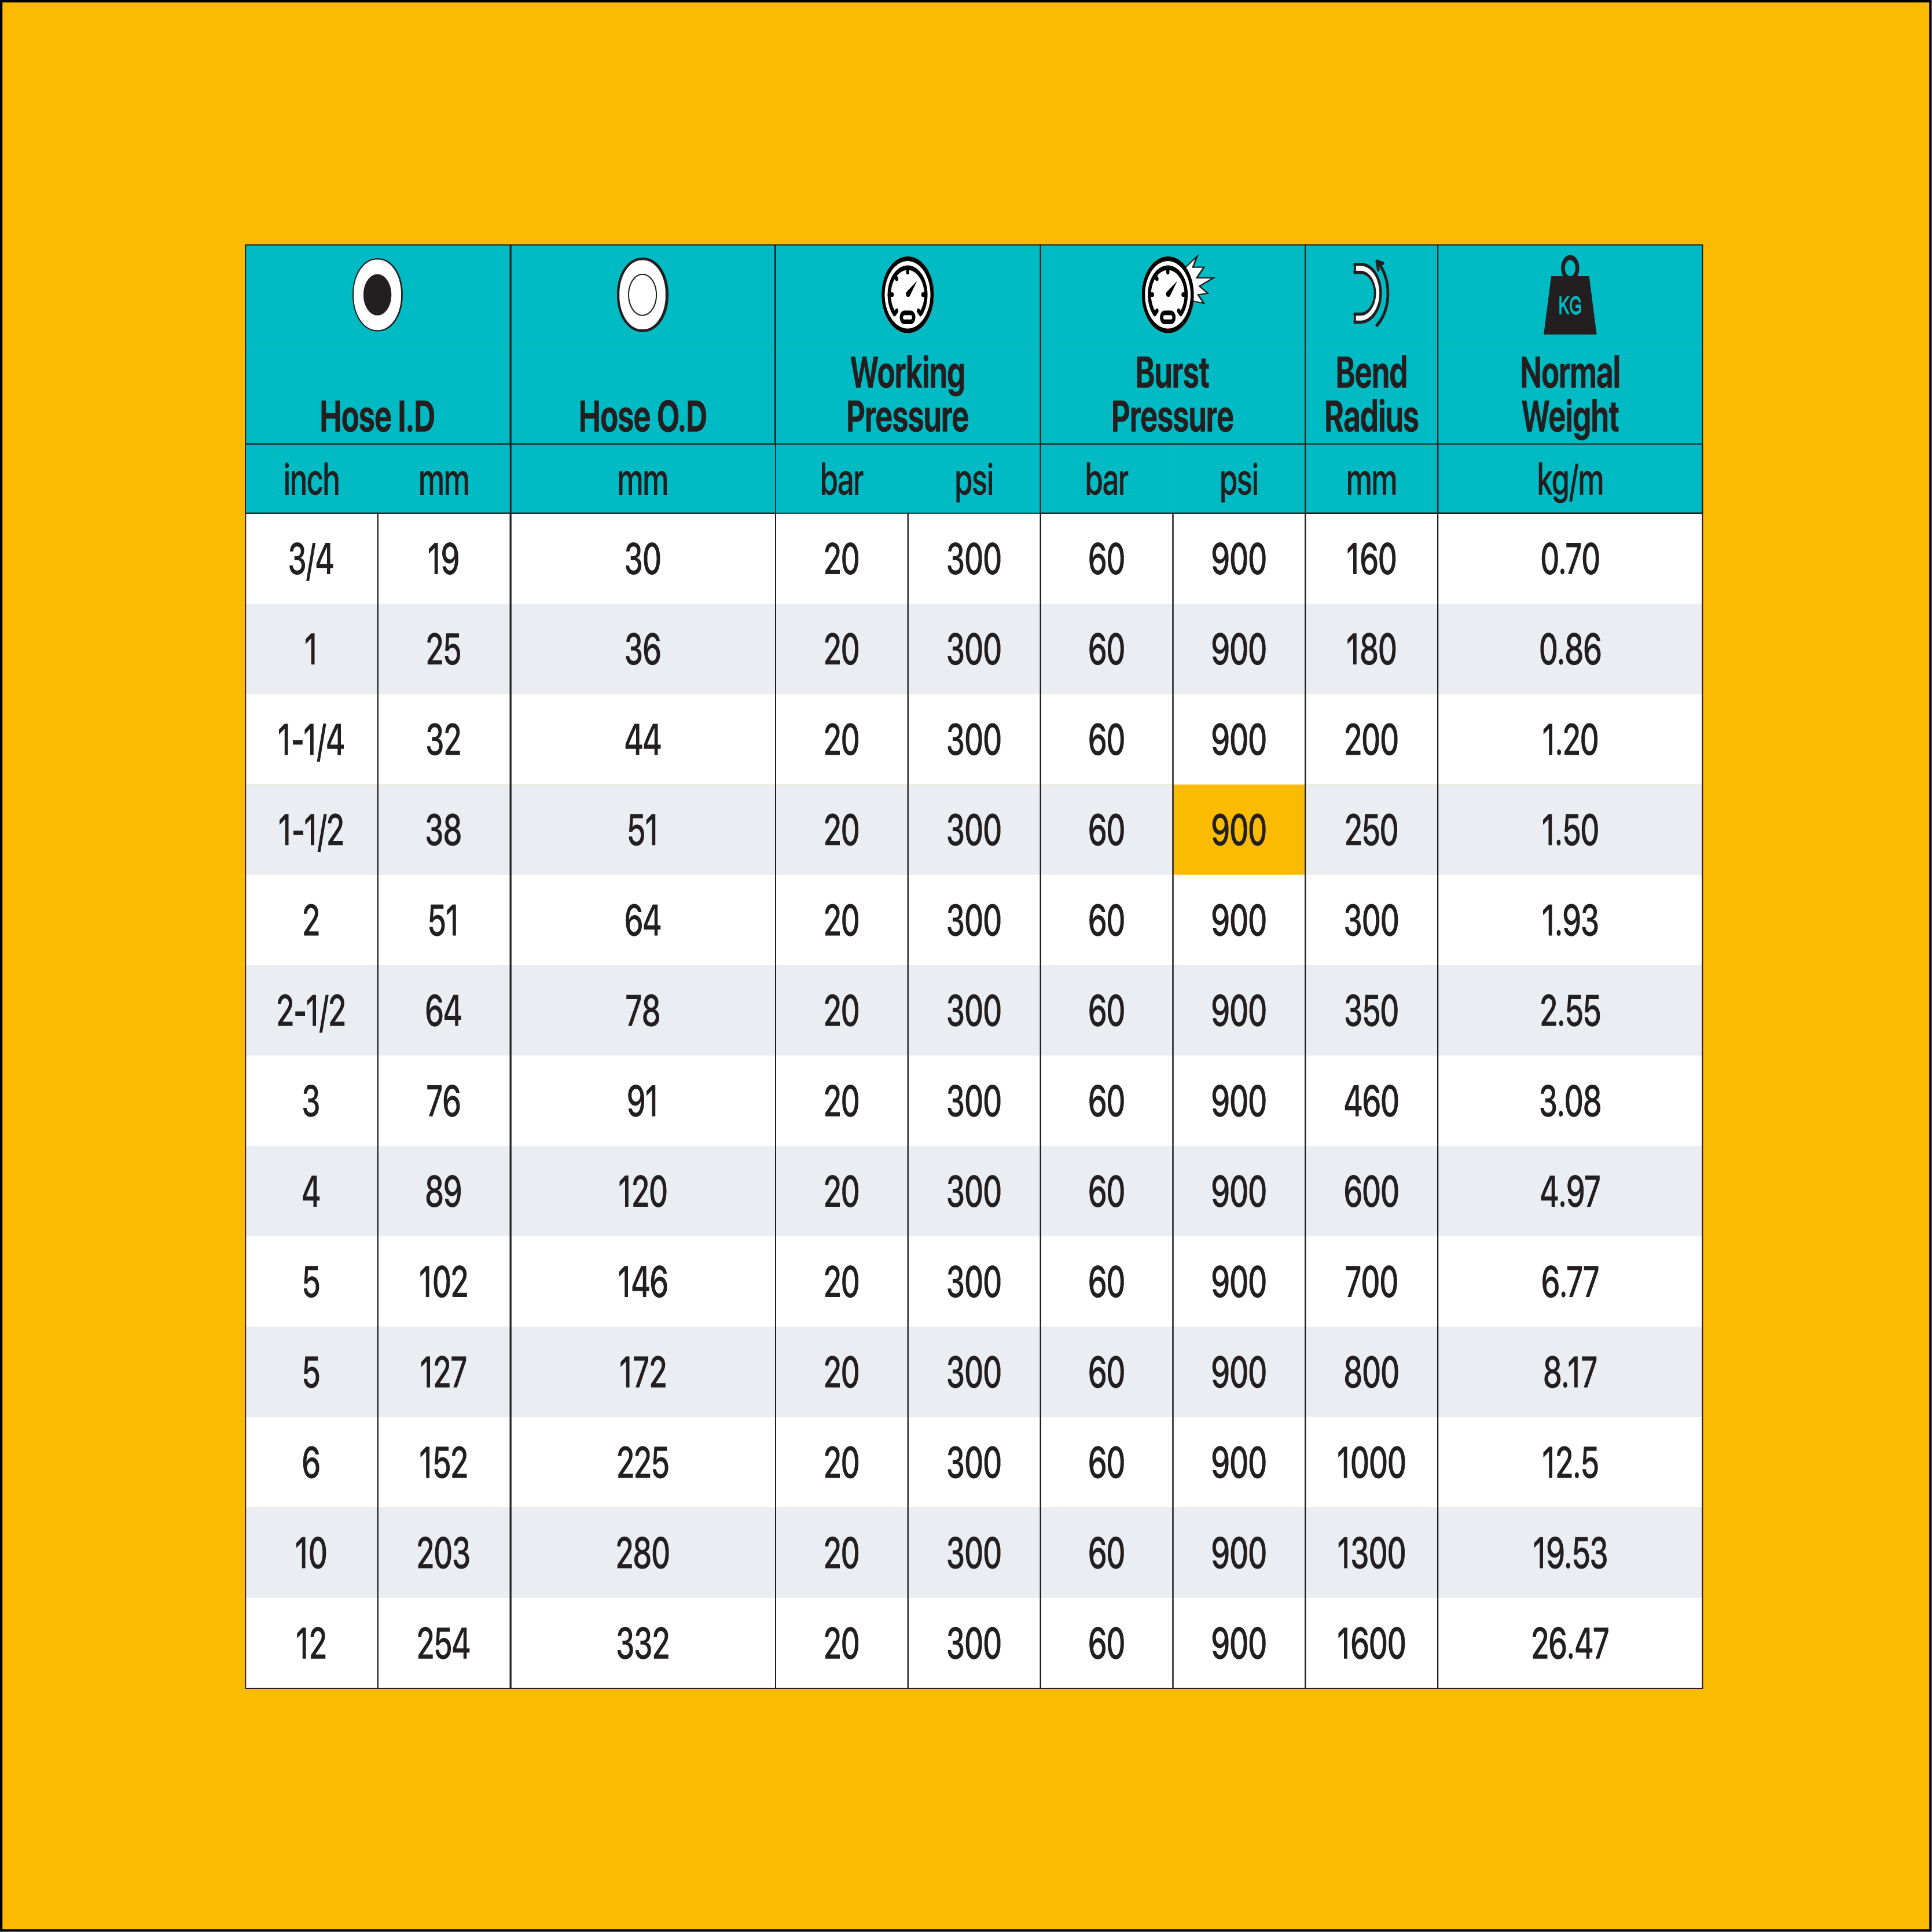 KG
Hose I.D Hose O.D Working Pressure Burst Pressure Bend Radius Normal Weight
inch mm mm bar psi bar psi mm kg/m
3/4 19 30 20 300 60 900 160 0.70
1 25 36 20 300 60 900 180 0.86
1-1/4 32 44 20 300 60 900 200 1.20
1-1/2 38 51 20 300 60 900 250 1.50
2 51 64 20 300 60 900 300 1.93
2-1/2 64 78 20 300 60 900 350 2.55
3 76 91 20 300 60 900 460 3.08
4 89 120 20 300 60 900 600 4.97
5 102 146 20 300 60 900 700 6.77
5 127 172 20 300 60 900 800 8.17
6 152 225 20 300 60 900 1000 12.5
10 203 280 20 300 60 900 1300 19.53
12 254 332 20 300 60 900 1600 26.47